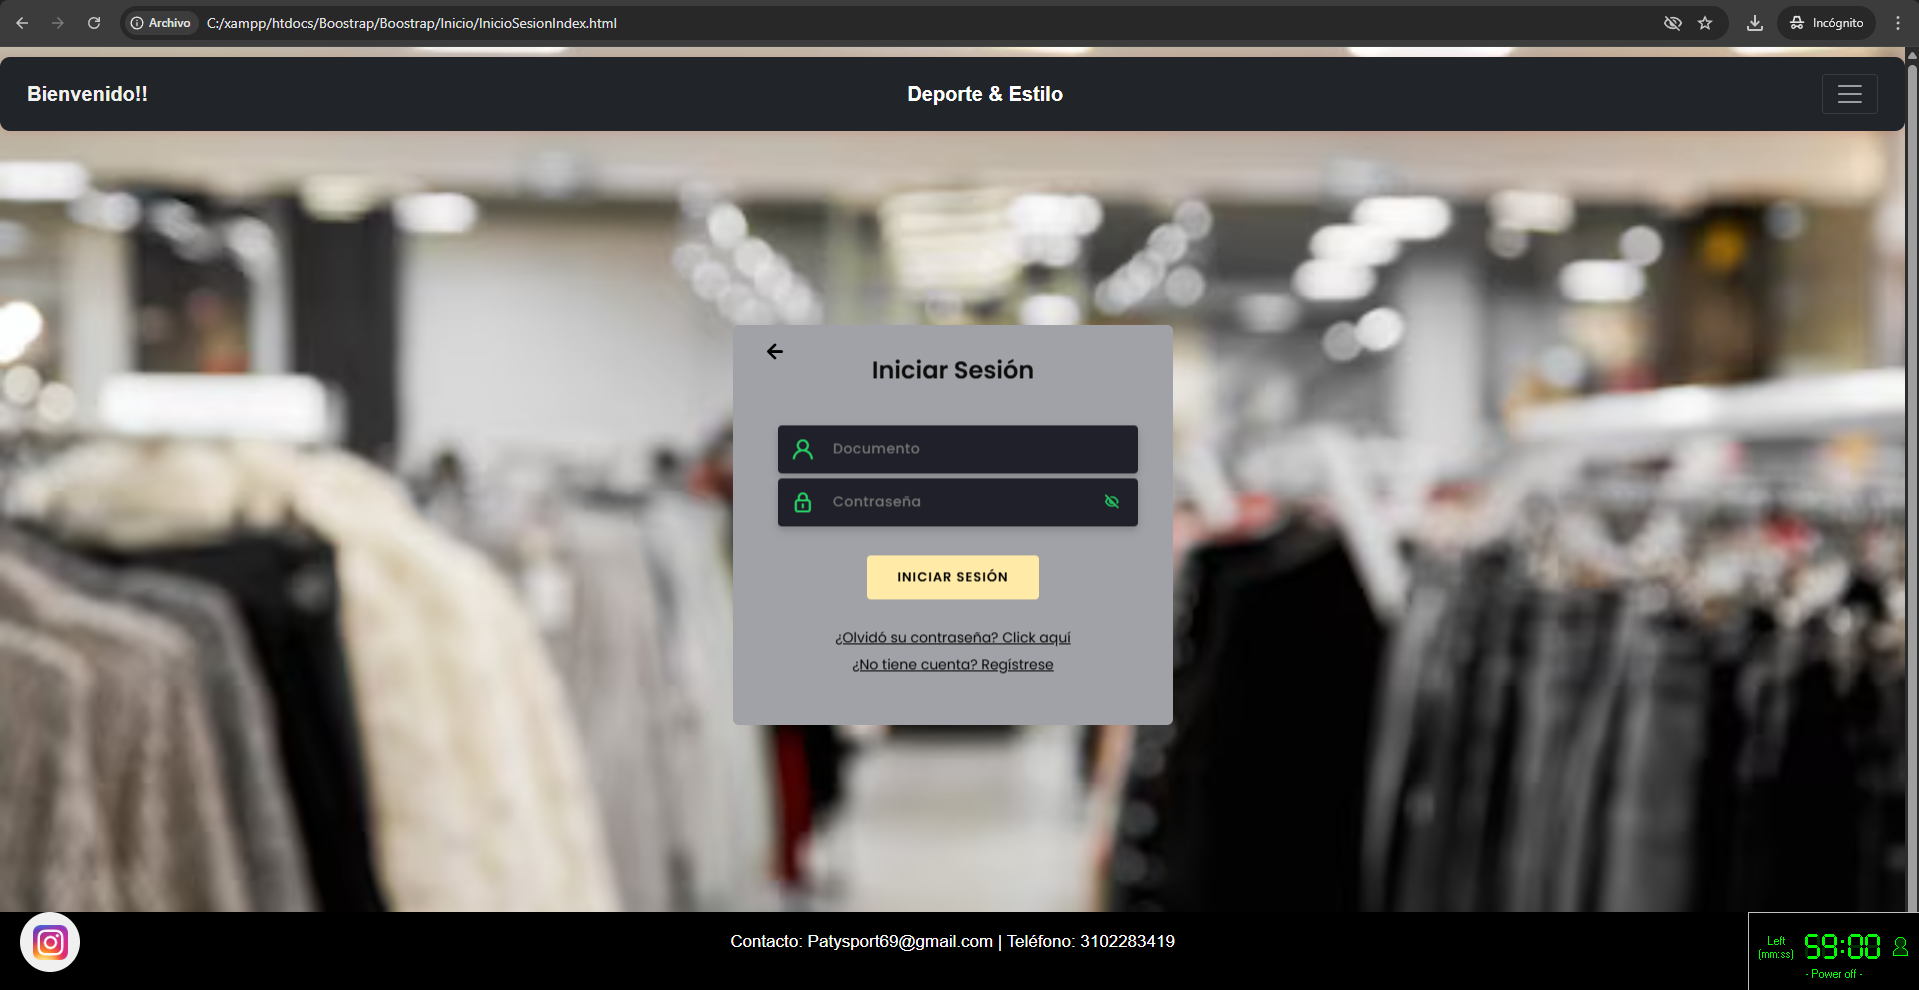 Archivo
C:/xampp/htdocs/Boostrap/Boostrap/Inicio/InicioSesionIndex.html
Incógnito
Bienvenido!!
Deporte & Estilo
Iniciar Sesión
Documento
Contraseña
INICIAR SESIÓN
¿Olvidó su contraseña? Click aquí
¿No tiene cuenta? Regístrese
Contacto: Patysport69@gmail.com | Teléfono: 3102283419
Left
(mm:ss)
59:00
- Power off -